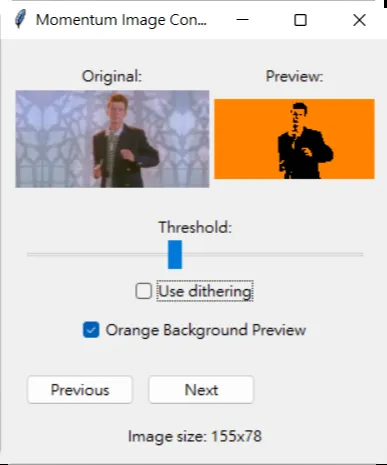 Momentum Image Con...
Original:
Preview:
Threshold:
Use dithering
Orange Background Preview
Previous
Next
Image size: 155x78